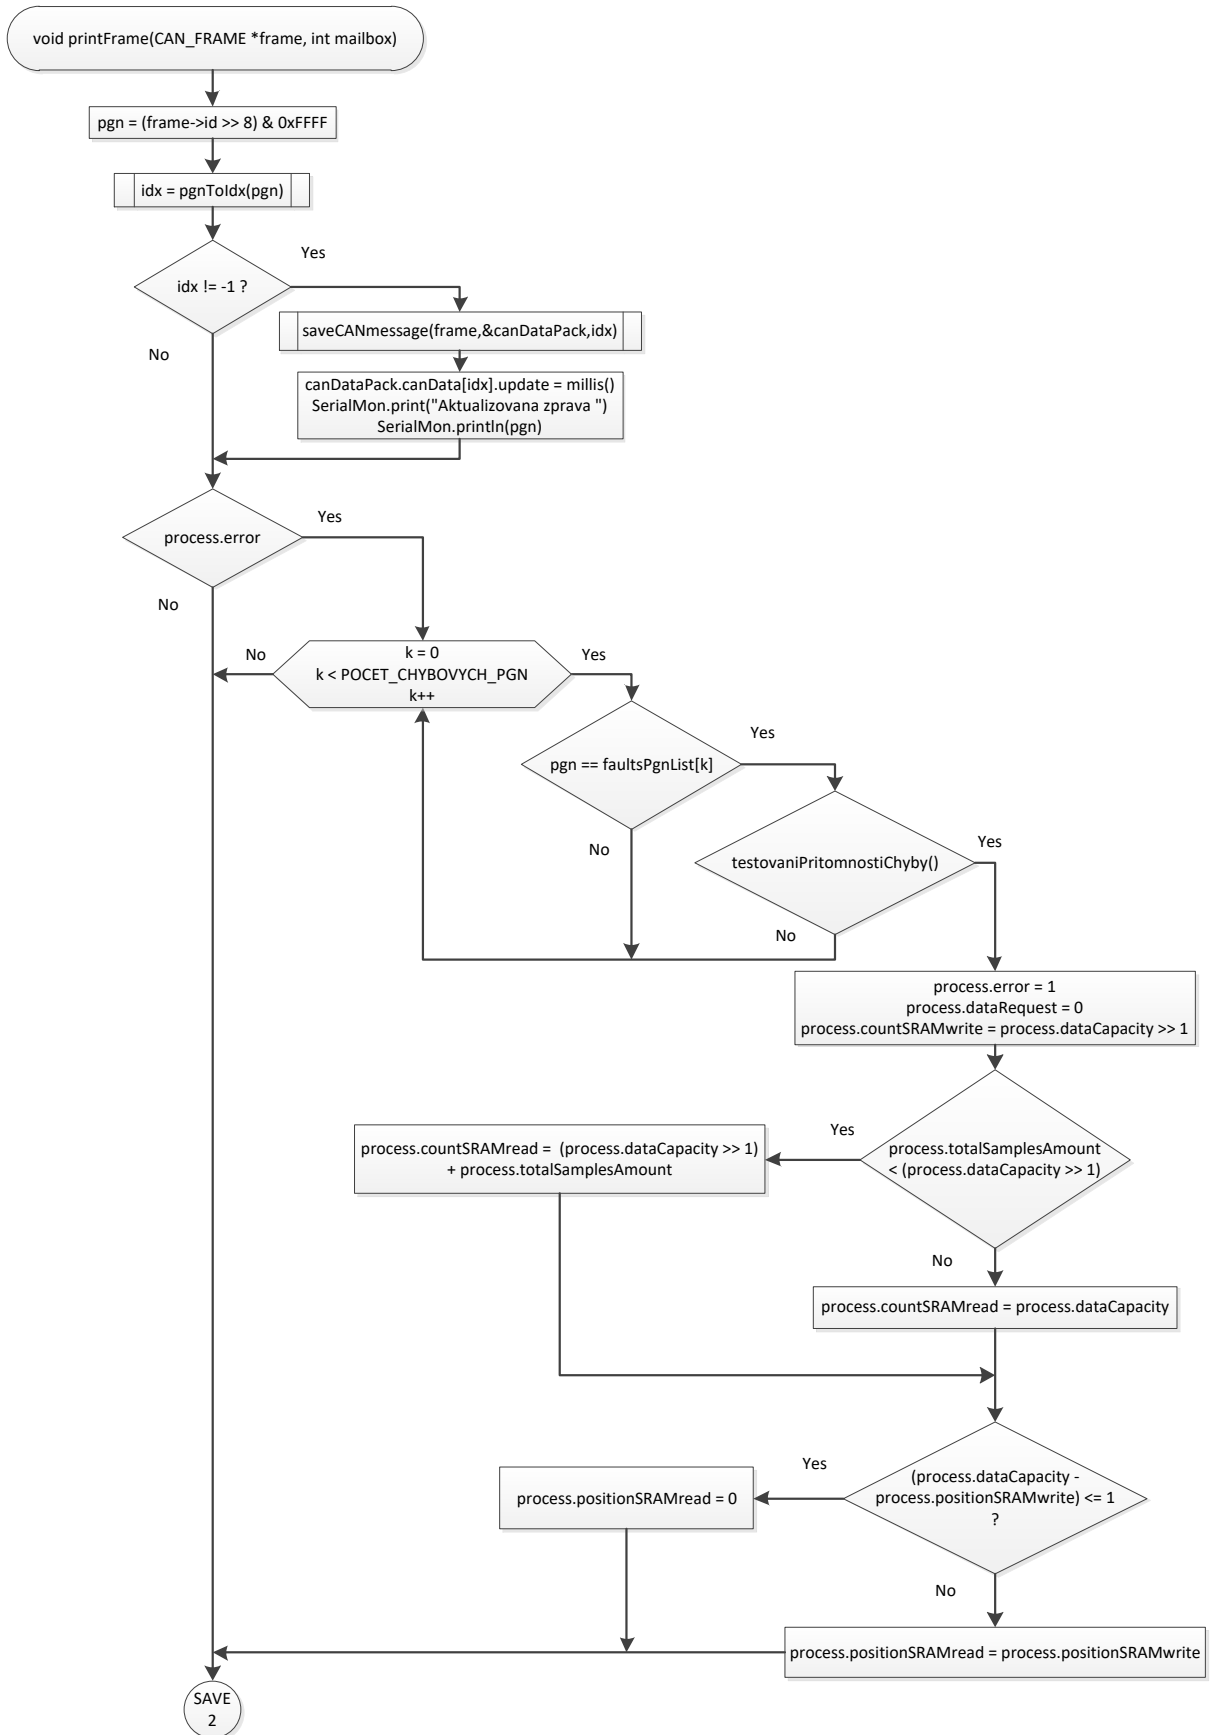 void printFrame(CAN_FRAME *frame, int mailbox)
pgn = (frame->id >> 8) & 0xFFFF
idx = pgnToIdx(pgn)
Yes
idx != -1 ?
saveCANmessage(frame,&canDataPack,idx)
No
canDataPack.canData[idx].update = millis()
SerialMon.print("Aktualizovana zprava ")
SerialMon.println(pgn)
Yes
process.error
No
No
k = 0
k < POCET_CHYBOVYCH_PGN
k++
Yes
Yes
pgn == faultsPgnList[k]
No
Yes
testovaniPritomnostiChyby()
No
process.error = 1
process.dataRequest = 0
process.countSRAMwrite = process.dataCapacity >> 1
Yes
process.totalSamplesAmount
< (process.dataCapacity >> 1)
process.countSRAMread =  (process.dataCapacity >> 1)
+ process.totalSamplesAmount
No
process.countSRAMread = process.dataCapacity
Yes
(process.dataCapacity -
process.positionSRAMwrite) <= 1
?
process.positionSRAMread = 0
No
process.positionSRAMread = process.positionSRAMwrite
SAVE
2